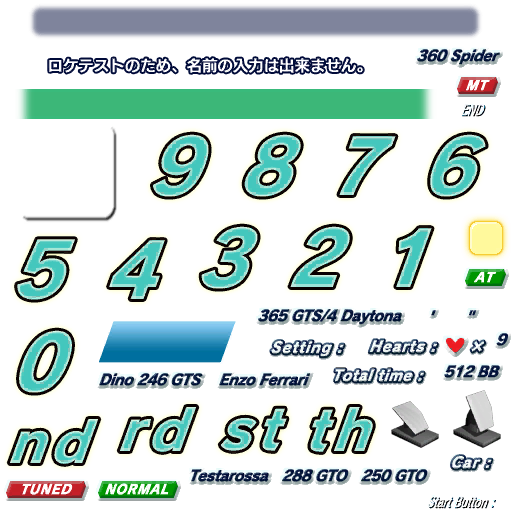 360 Spider
ロケテストのため、名前の入力は出来ません。
MT
END
9 8 7 6
5 4 3 2 1
AT
365 GTS/4 Daytona ' "
0
Setting : Hearts : ❤ × 9
Dino 246 GTS Enzo Ferrari Total time : 512 BB
nd rd st th
Car :
Testarossa 288 GTO 250 GTO
TUNED NORMAL
Start Button :